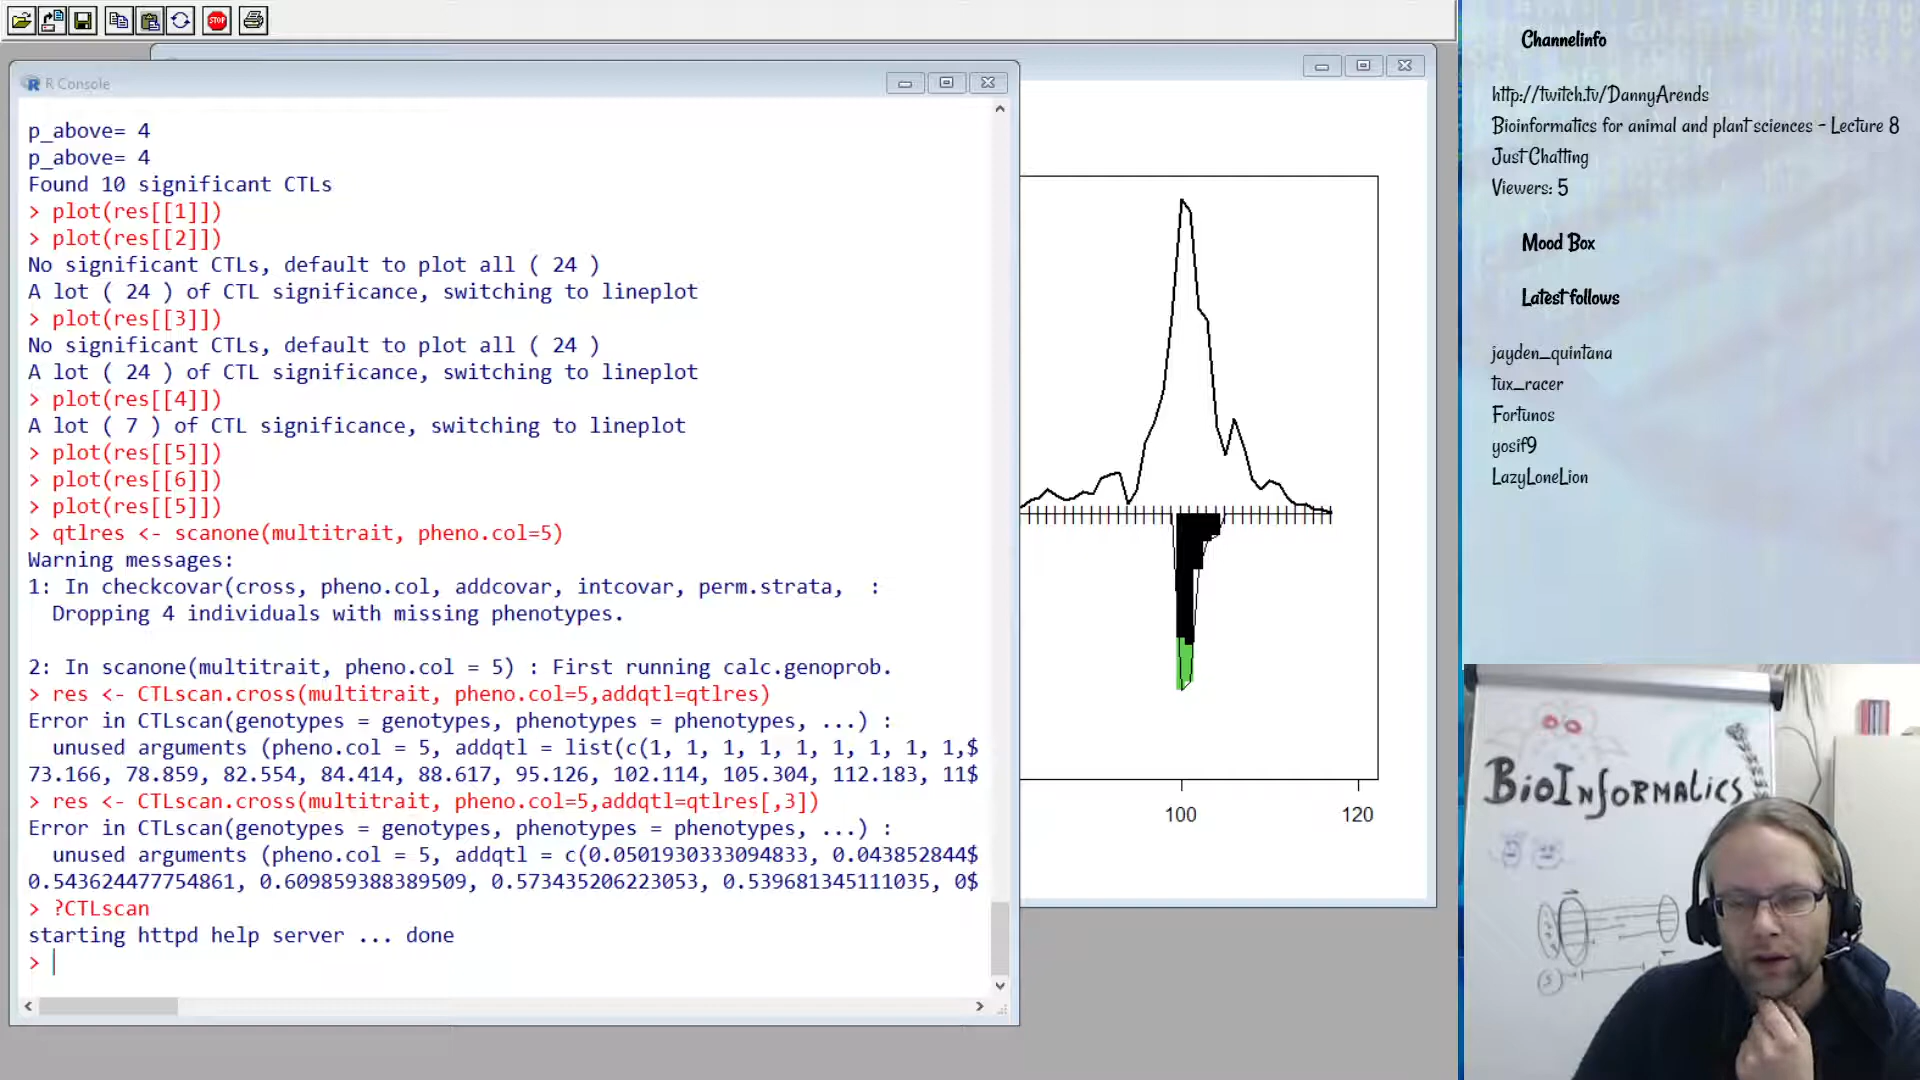 R Console
p_above= 4
p_above= 4
Found 10 significant CTLs
> plot(res[[1]])
> plot(res[[2]])
No significant CTLs, default to plot all ( 24 )
A lot ( 24 ) of CTL significance, switching to lineplot
> plot(res[[3]])
No significant CTLs, default to plot all ( 24 )
A lot ( 24 ) of CTL significance, switching to lineplot
> plot(res[[4]])
A lot ( 7 ) of CTL significance, switching to lineplot
> plot(res[[5]])
> plot(res[[6]])
> plot(res[[5]])
> qtlres <- scanone(multitrait, pheno.col=5)
Warning messages:
1: In checkcovar(cross, pheno.col, addcovar, intcovar, perm.strata,  :
  Dropping 4 individuals with missing phenotypes.
2: In scanone(multitrait, pheno.col = 5) : First running calc.genoprob.
> res <- CTLscan.cross(multitrait, pheno.col=5,addqtl=qtlres)
Error in CTLscan(genotypes = genotypes, phenotypes = phenotypes, ...) :
  unused arguments (pheno.col = 5, addqtl = list(c(1, 1, 1, 1, 1, 1, 1, 1, 1,$
73.166, 78.859, 82.554, 84.414, 88.617, 95.126, 102.114, 105.304, 112.183, 11$
> res <- CTLscan.cross(multitrait, pheno.col=5,addqtl=qtlres[,3])
Error in CTLscan(genotypes = genotypes, phenotypes = phenotypes, ...) :
  unused arguments (pheno.col = 5, addqtl = c(0.0501930333094833, 0.043852844$
0.543624477754861, 0.609859388389509, 0.573435206223053, 0.539681345111035, 0$
> ?CTLscan
starting httpd help server ... done
>
100
120
STOP
Channelinfo
http://twitch.tv/DannyArends
Bioinformatics for animal and plant sciences - Lecture 8
Just Chatting
Viewers: 5
Mood Box
Latest follows
jayden_quintana
tux_racer
Fortunos
yosif9
LazyLoneLion
BioInformatics